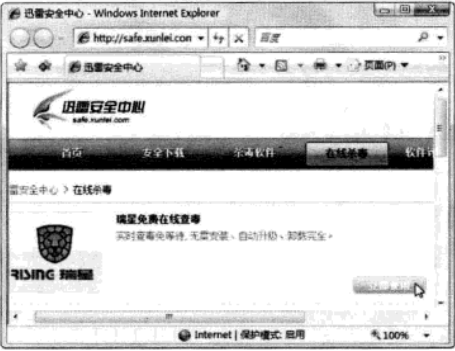 迅雷安全中心 - Windows Internet Explorer
http://safe.xunlei.com
百度
迅雷安全中心
页面(P)
迅雷安全中心
safe.xunlei.com
首页 安全下载 杀毒软件 在线杀毒
雷安全中心 > 在线杀毒
瑞星免费在线查毒
实时查毒免等待，无需安装、自动升级、卸载完全。
RISING 瑞星
Internet | 保护模式: 启用
100%